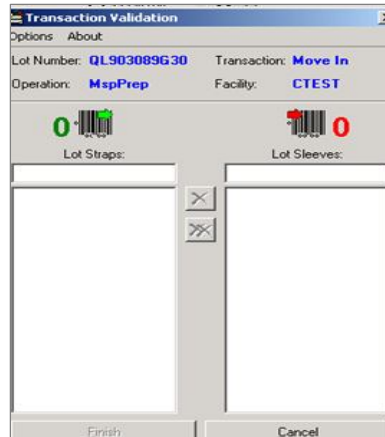 Transaction Validation
Options About
Lot Number: QL903089G30 Transaction: Move In
Operation: MspPrep Facility: CTEST
0 0
Lot Straps: Lot Sleeves:
Finish Cancel